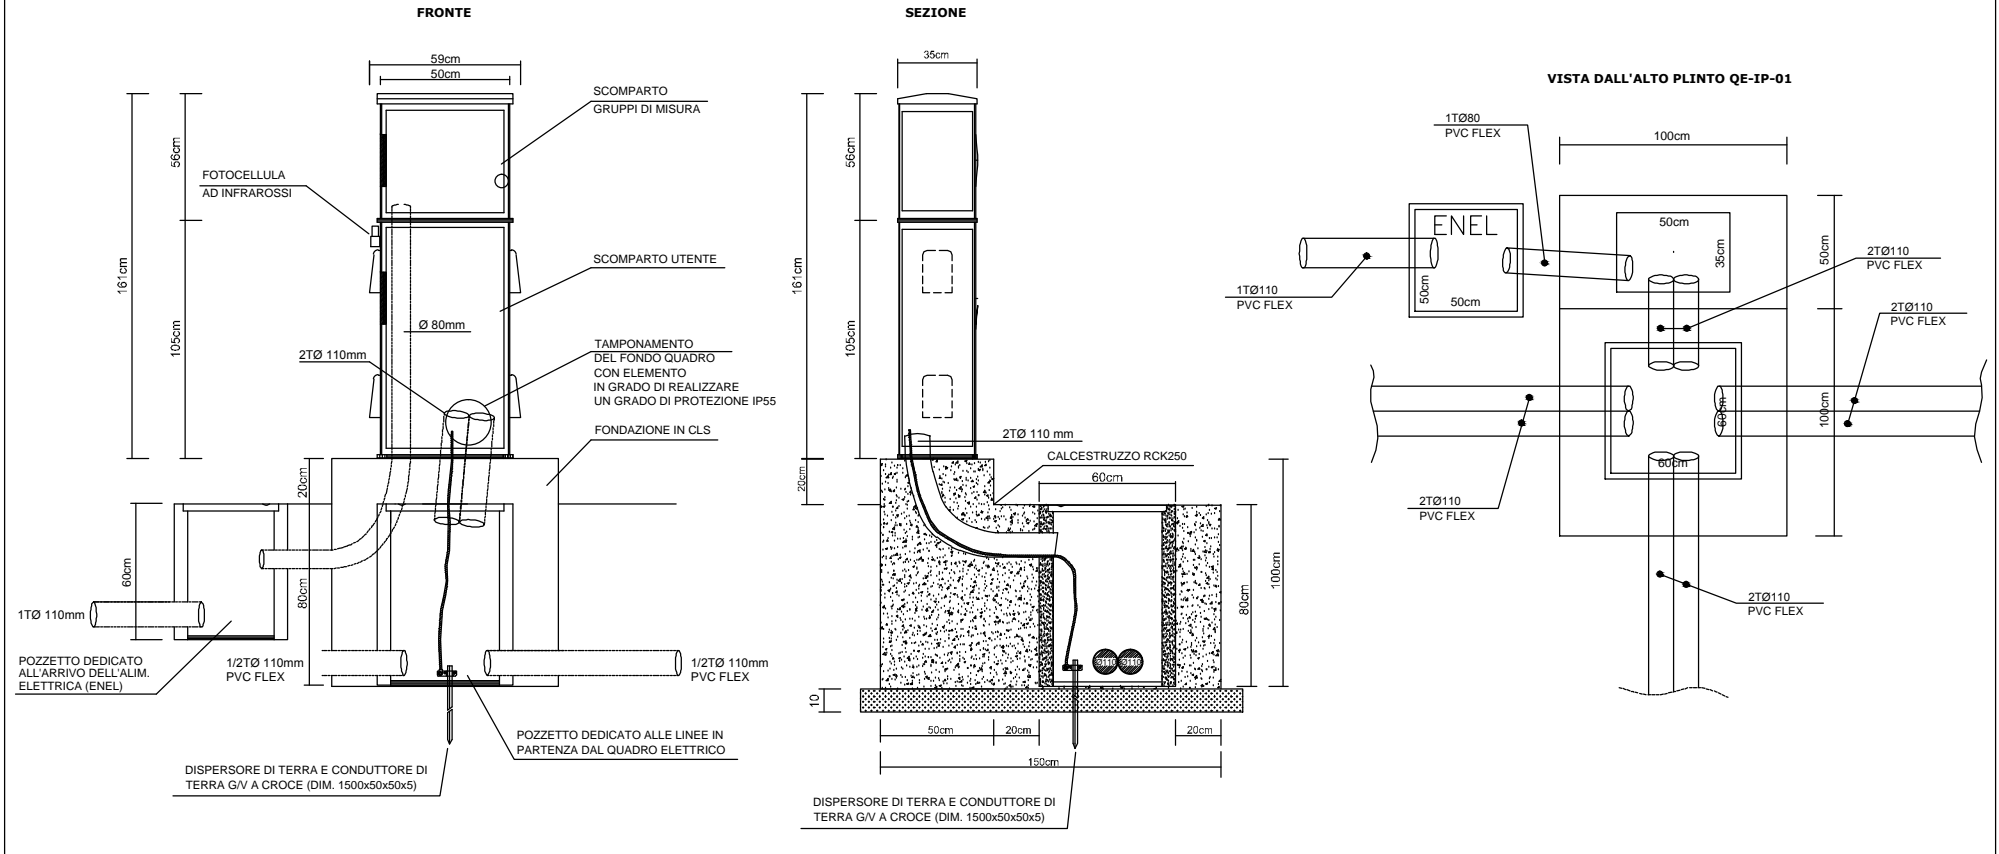 FRONTE
59cm
50cm
SCOMPARTO
GRUPPI DI MISURA
161cm
56cm
FOTOCELLULA
AD INFRAROSSI
SCOMPARTO UTENTE
105cm
Ø 80mm
2TØ 110mm
TAMPONAMENTO
DEL FONDO QUADRO
CON ELEMENTO
IN GRADO DI REALIZZARE
UN GRADO DI PROTEZIONE IP55
FONDAZIONE IN CLS
20cm
60cm
80cm
1TØ 110mm
POZZETTO DEDICATO
ALL'ARRIVO DELL'ALIM.
ELETTRICA (ENEL)
1/2TØ 110mm
PVC FLEX
1/2TØ 110mm
PVC FLEX
POZZETTO DEDICATO ALLE LINEE IN
PARTENZA DAL QUADRO ELETTRICO
DISPERSORE DI TERRA E CONDUTTORE DI
TERRA G/V A CROCE (DIM. 1500x50x50x5)
SEZIONE
35cm
161cm
56cm
105cm
2TØ 110 mm
CALCESTRUZZO RCK250
20cm
60cm
80cm
100cm
Ø110
Ø110
10
50cm
20cm
20cm
150cm
DISPERSORE DI TERRA E CONDUTTORE DI
TERRA G/V A CROCE (DIM. 1500x50x50x5)
VISTA DALL'ALTO PLINTO QE-IP-01
1TØ80
PVC FLEX
100cm
ENEL
50cm
50cm
50cm
35cm
50cm
2TØ110
PVC FLEX
1TØ110
PVC FLEX
2TØ110
PVC FLEX
60cm
60cm
100cm
2TØ110
PVC FLEX
2TØ110
PVC FLEX